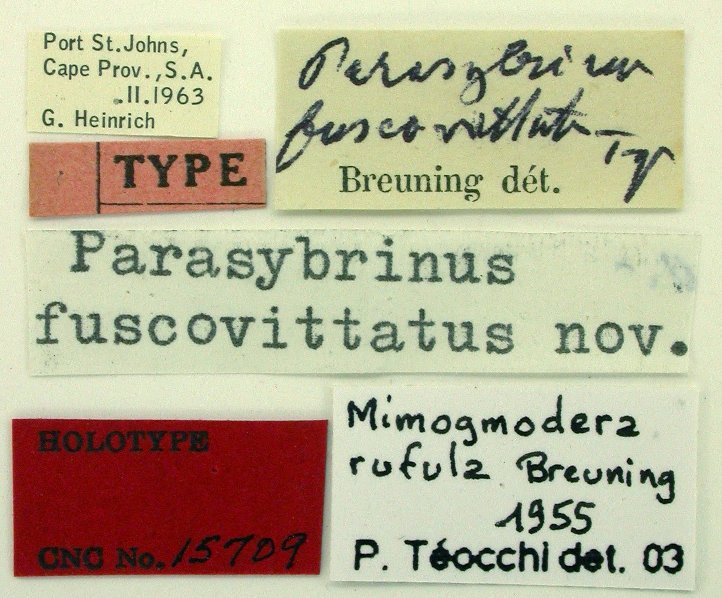 Port St.Johns,
Cape Prov.,S.A.
.II.1963
G. Heinrich
TYPE
Parasybrinus
fuscovittatus Typ
Breuning dét.
Parasybrinus
fuscovittatus nov.
HOLOTYPE
CNC No. 15709
Mimogmodera
rufula Breuning
1955
P. Téocchi det. 03